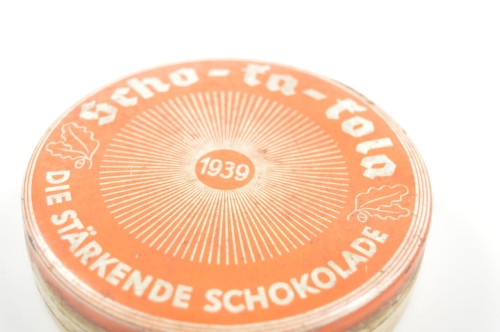 Scho-ka-kola
1939
DIE STÄRKENDE SCHOKOLADE